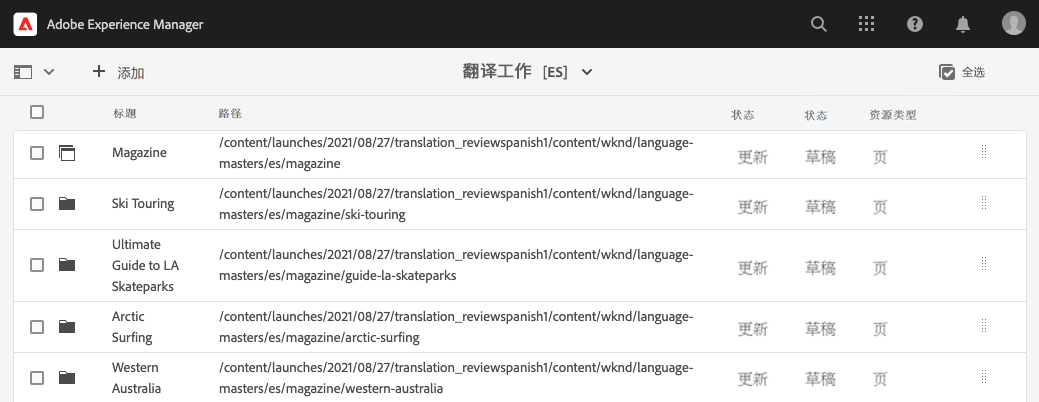 Adobe Experience Manager
添加
翻译工作 [ES]
全选
标题 路径 状态 状态 资源类型
Magazine
/content/launches/2021/08/27/translation_reviewspanish1/content/wknd/language-
masters/es/magazine
更新 草稿 页
Ski Touring
/content/launches/2021/08/27/translation_reviewspanish1/content/wknd/language-
masters/es/magazine/ski-touring
更新 草稿 页
Ultimate
Guide to LA
Skateparks
/content/launches/2021/08/27/translation_reviewspanish1/content/wknd/language-
masters/es/magazine/guide-la-skateparks
更新 草稿 页
Arctic
Surfing
/content/launches/2021/08/27/translation_reviewspanish1/content/wknd/language-
masters/es/magazine/arctic-surfing
更新 草稿 页
Western
Australia
/content/launches/2021/08/27/translation_reviewspanish1/content/wknd/language-
masters/es/magazine/western-australia
更新 草稿 页